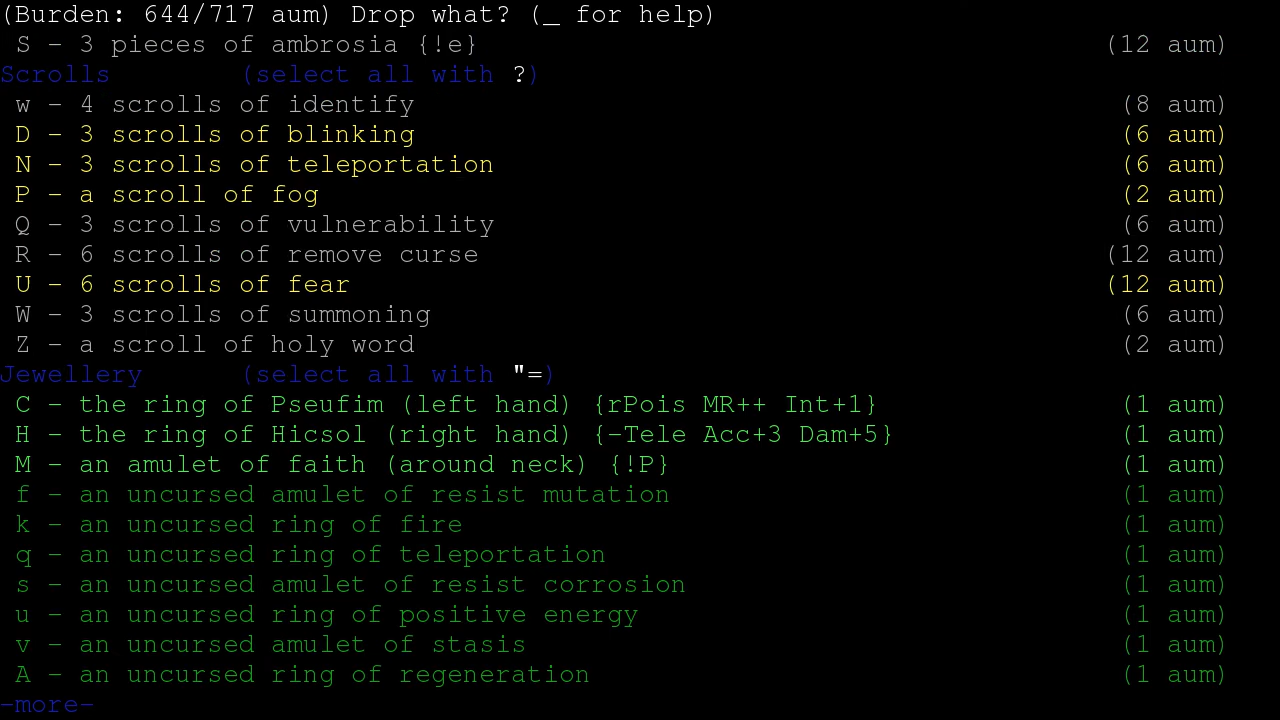 (Burden: 644/717 aum) Drop what? (_ for help)
S - 3 pieces of ambrosia {!e} (12 aum)
Scrolls (select all with ?)
w - 4 scrolls of identify (8 aum)
D - 3 scrolls of blinking (6 aum)
N - 3 scrolls of teleportation (6 aum)
P - a scroll of fog (2 aum)
Q - 3 scrolls of vulnerability (6 aum)
R - 6 scrolls of remove curse (12 aum)
U - 6 scrolls of fear (12 aum)
W - 3 scrolls of summoning (6 aum)
Z - a scroll of holy word (2 aum)
Jewellery (select all with "=)
C - the ring of Pseufim (left hand) {rPois MR++ Int+1} (1 aum)
H - the ring of Hicsol (right hand) {-Tele Acc+3 Dam+5} (1 aum)
M - an amulet of faith (around neck) {!P} (1 aum)
f - an uncursed amulet of resist mutation (1 aum)
k - an uncursed ring of fire (1 aum)
q - an uncursed ring of teleportation (1 aum)
s - an uncursed amulet of resist corrosion (1 aum)
u - an uncursed ring of positive energy (1 aum)
v - an uncursed amulet of stasis (1 aum)
A - an uncursed ring of regeneration (1 aum)
-more-